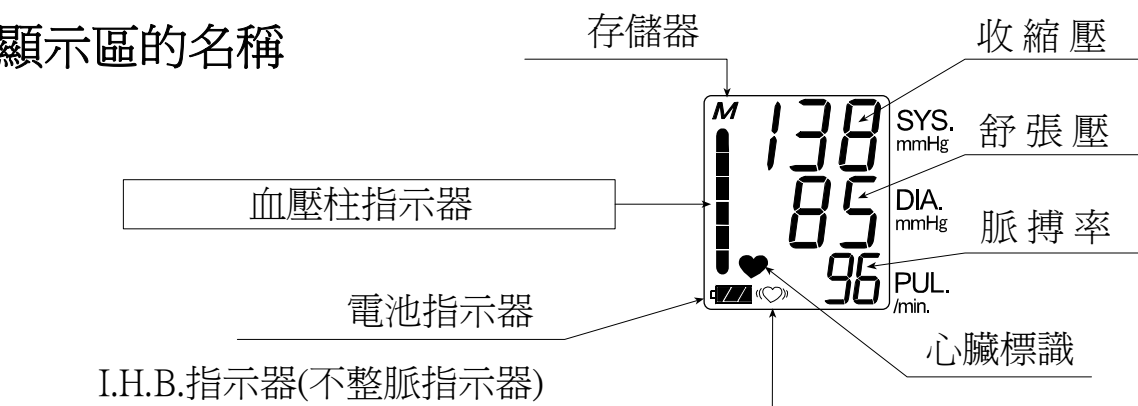 顯示區的名稱
存儲器
收縮壓
M
138
SYS.
mmHg
舒張壓
血壓柱指示器
85
DIA.
mmHg
脈搏率
96
PUL.
/min.
電池指示器
心臟標識
I.H.B.指示器(不整脈指示器)